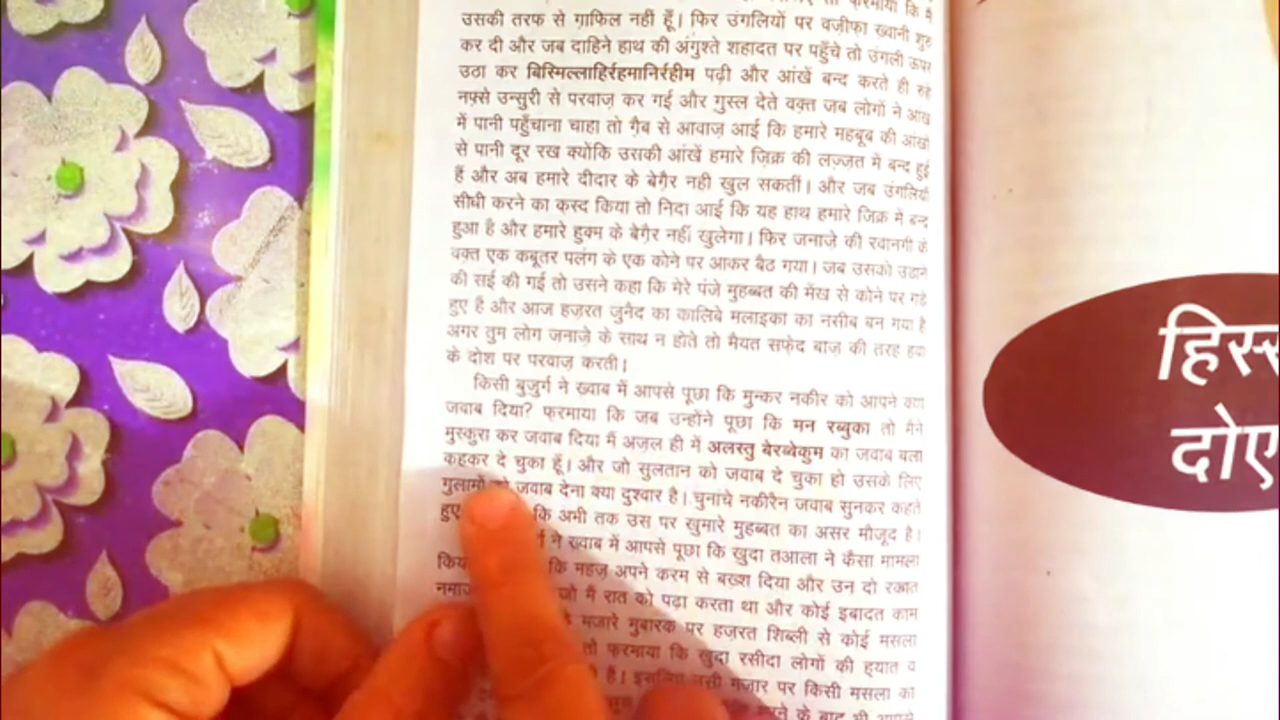 फ़रमाया कि मैं
उसकी तरफ से ग़ाफिल नहीं हूँ। फिर उंगलियों पर वज़ीफ़ा ख़्वानी शुरु
कर दी और जब दाहिने हाथ की अंगुश्ते शहादत पर पहुँचे तो उंगली ऊपर
उठा कर बिस्मिल्लाहिर्रहमानिर्रहीम पढ़ी और आंखें बन्द करते ही रुहे
नफ़्से उन्सुरी से परवाज़ कर गई और गुस्ल देते वक़्त जब लोगों ने आंख
में पानी पहुँचाना चाहा तो ग़ैब से आवाज़ आई कि हमारे महबूब की आंखों
से पानी दूर रख क्योंकि उसकी आंखें हमारे ज़िक्र की लज़्ज़त में बन्द हुई
हैं और अब हमारे दीदार के बेग़ैर नही खुल सकतीं। और जब उंगलियाँ
सीधी करने का क़स्द किया तो निदा आई कि यह हाथ हमारे ज़िक्र में बन्द
हुआ है और हमारे हुक्म के बेग़ैर नहीं खुलेगा। फिर जनाज़े की रवानगी के
वक़्त एक कबूतर पलंग के एक कोने पर आकर बैठ गया। जब उसको उडाने
की सई की गई तो उसने कहा कि मेरे पंजे मुहब्बत की मेंख से कोने पर गड़े
हुए हैं और आज हज़रत जुनैद का क़ालिबे मलाइका का नसीब बन गया है
अगर तुम लोग जनाज़े के साथ न होते तो मैयत सफ़ेद बाज़ की तरह हवा
के दोश पर परवाज़ करती।
किसी बुज़ुर्ग ने ख़्वाब में आपसे पूछा कि मुन्कर नकीर को आपने क्या
जवाब दिया? फ़रमाया कि जब उन्होंने पूछा कि मन रब्बुका तो मैंने
मुस्कुरा कर जवाब दिया मैं अज़ल ही में अलस्तु बेरब्बेकुम का जवाब बला
कहकर दे चुका हूँ। और जो सुलतान को जवाब दे चुका हो उसके लिए
गुलामों को जवाब देना क्या दुश्वार है। चुनांचे नकीरैन जवाब सुनकर कहते
हुए कि अभी तक उस पर ख़ुमारे मुहब्बत का असर मौजूद है।
ने ख़्वाब में आपसे पूछा कि ख़ुदा तआला ने कैसा मामला
किया कि महज़ अपने करम से बख़्श दिया और उन दो रकात
नमाज़ जो मैं रात को पढ़ा करता था और कोई इबादत काम
मज़ारे मुबारक पर हज़रत शिब्ली से कोई मसला
तो फ़रमाया कि ख़ुदा रसीदा लोगों की हयात व
है। इसलिए मज़ार पर किसी मसला का
के बाद भी आपसे
हिस्स
दोए